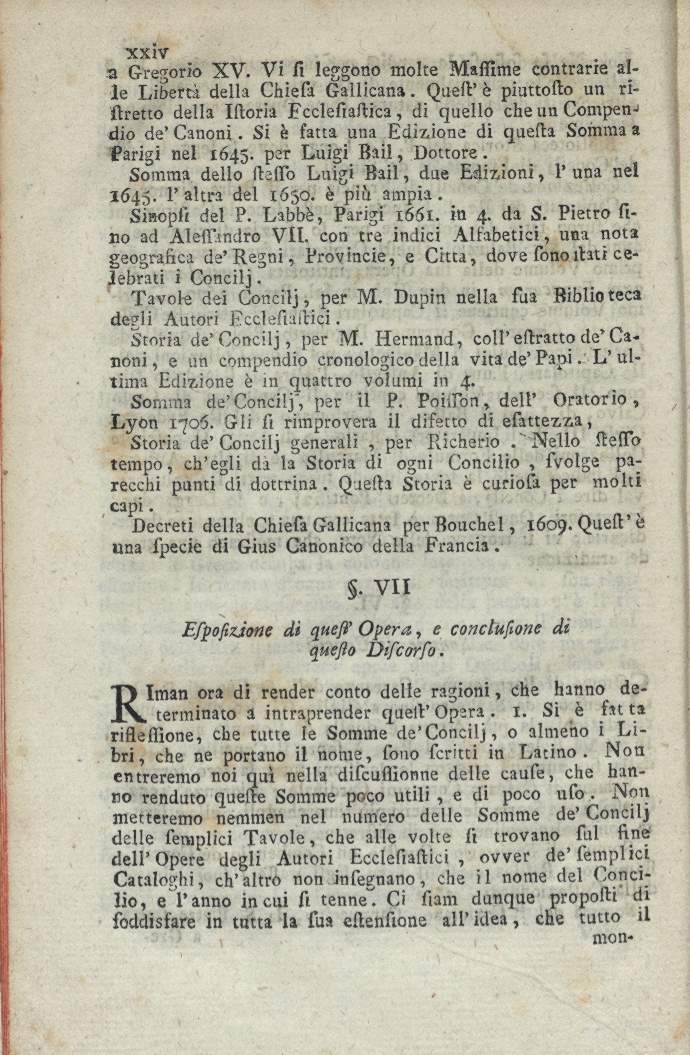 xxiv
a Gregorio XV. Vi ſi leggono molte Maſſime contrarie al-
le Libertà della Chieſa Gallicana. Queſt' è piuttoſto un ri-
ſtretto della Iſtoria Eccleſiaſtica, di quello che un Compen-
dio de' Canoni. Si è fatta una Edizione di queſta Somma a
Parigi nel 1645. per Luigi Bail, Dottore.
Somma dello ſteſſo Luigi Bail, due Edizioni, l' una nel
1645. l' altra del 1650. è più ampia.
Sinopſi del P. Labbè, Parigi 1661. in 4. da S. Pietro ſi-
no ad Aleſſandro VII. con tre indici Alfabetici, una nota
geografica de' Regni, Provincie, e Citta, dove ſono ſtati ce-
lebrati i Concilj.
Tavole dei Concilj, per M. Dupin nella ſua Biblioteca
degli Autori Eccleſiaſtici.
Storia de' Concilj, per M. Hermand, coll' eſtratto de' Ca-
noni, e un compendio cronologico della vita de' Papi. L' ul-
tima Edizione è in quattro volumi in 4.
Somma de' Concilj, per il P. Poiſſon, dell' Oratorio,
Lyon 1706. Gli ſi rimprovera il difetto di eſattezza,
Storia de' Concilj generali, per Richerio. Nello ſteſſo
tempo, ch'egli dà la Storia di ogni Concilio, ſvolge pa-
recchi punti di dottrina. Queſta Storia è curioſa per molti
capi.
Decreti della Chieſa Gallicana per Bouchel, 1609. Queſt' è
una ſpecie di Gius Canonico della Francia.
§. VII
Eſpoſizione di queſt' Opera, e concluſione di
queſto Diſcorſo.
RIman ora di render conto delle ragioni, che hanno de-
terminato a intraprender queſt' Opera. 1. Si è fatta
rifleſſione, che tutte le Somme de' Concilj, o almeno i Li-
bri, che ne portano il nome, ſono ſcritti in Latino. Non
entreremo noi quì nella diſcuſſionne delle cauſe, che han-
no renduto queſte Somme poco utili, e di poco uſo. Non
metteremo nemmen nel numero delle Somme de' Concilj
delle ſemplici Tavole, che alle volte ſi trovano ſul fine
dell' Opere degli Autori Eccleſiaſtici, ovver de' ſemplici
Cataloghi, ch' altro non inſegnano, che il nome del Conci-
lio, e l'anno in cui ſi tenne. Ci ſiam dunque propoſti di
ſoddisfare in tutta la ſua eſtenſione all' idea, che tutto il
mon-